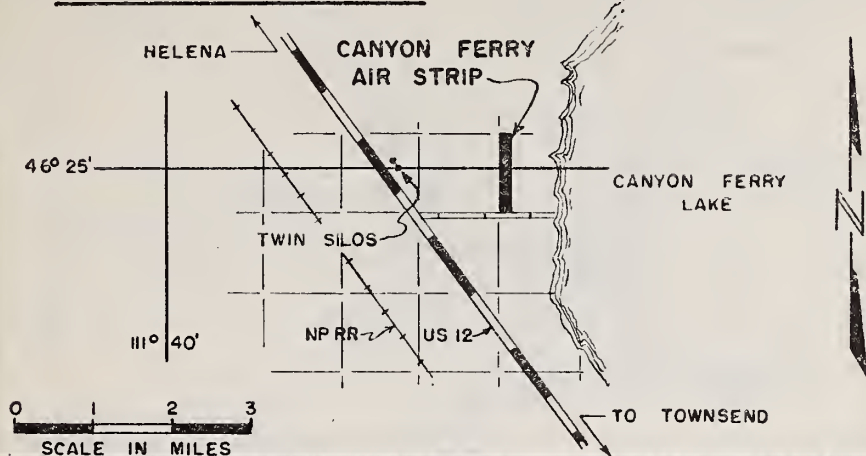 HELENA
CANYON FERRY
AIR STRIP
46° 25'
CANYON FERRY
LAKE
N
TWIN SILOS
111° 40'
NP RR
US 12
0 1 2 3
SCALE IN MILES
TO TOWNSEND